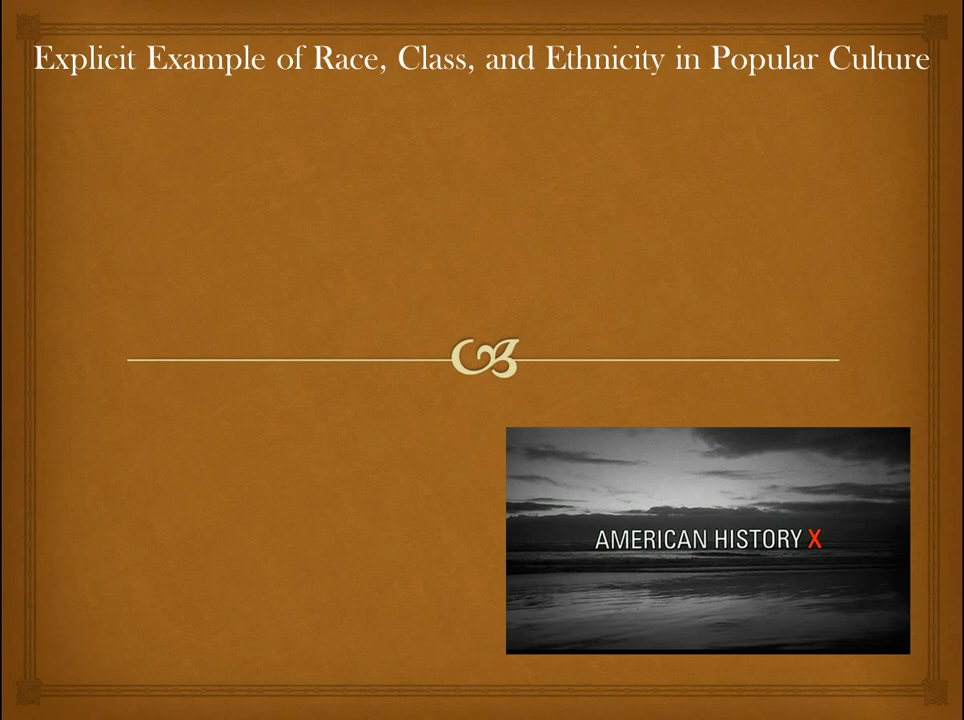 Explicit Example of Race, Class, and Ethnicity in Popular Culture
AMERICAN HISTORY X